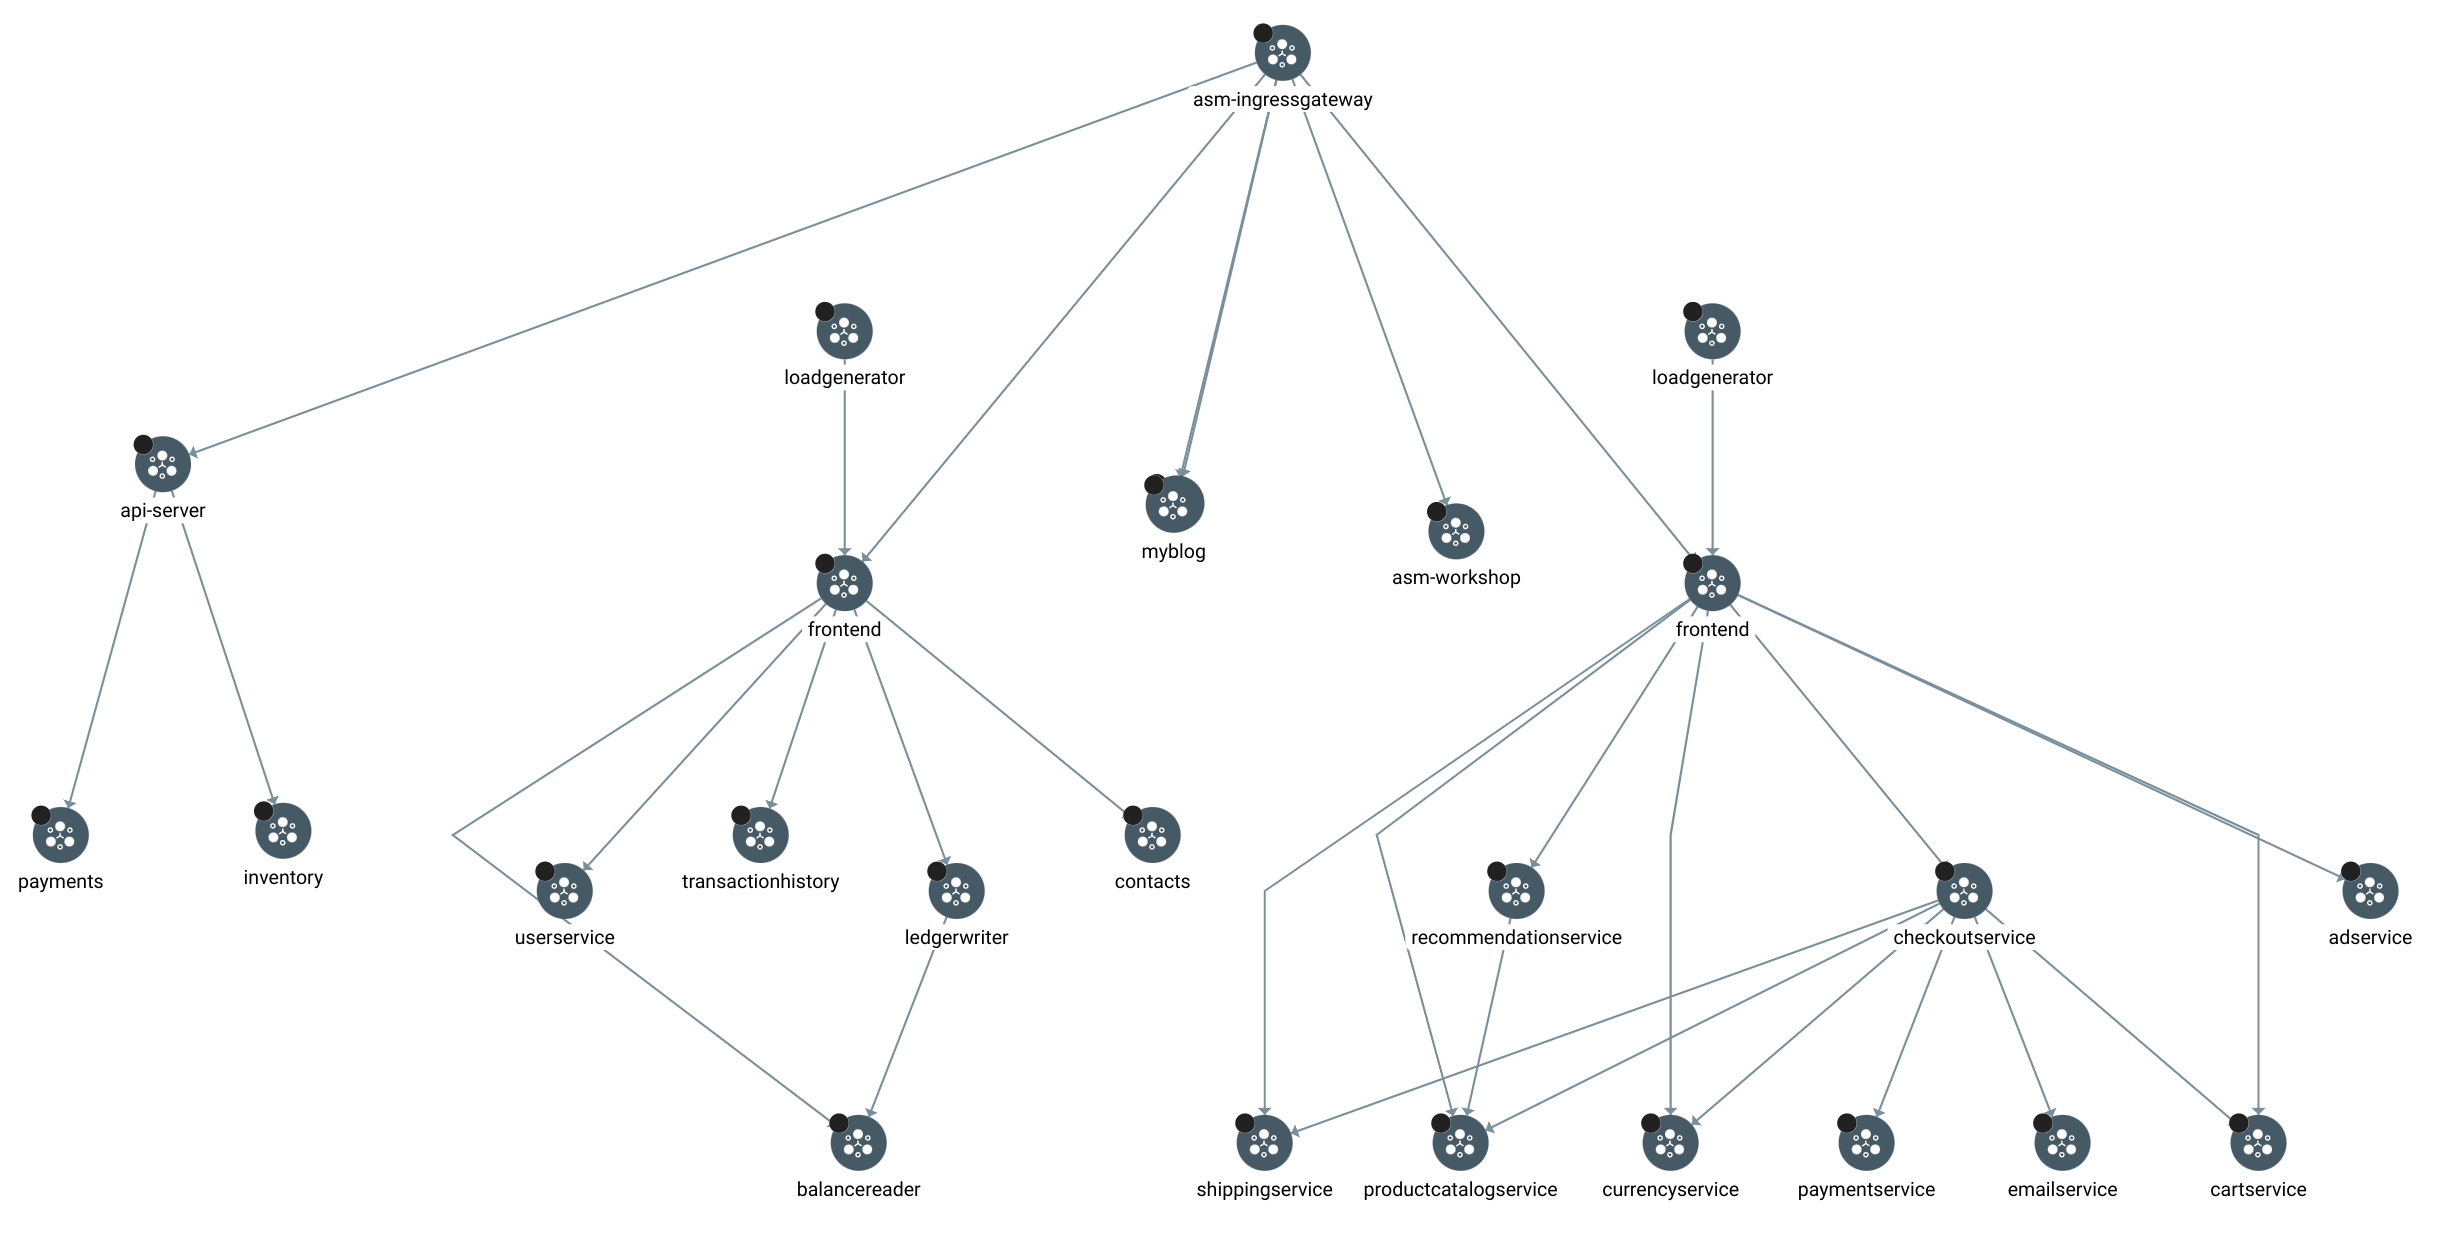 asm-ingressgateway
loadgenerator
loadgenerator
api-server
myblog
asm-workshop
frontend
frontend
payments
inventory
transactionhistory
contacts
userservice
ledgerwriter
recommendationservice
checkoutservice
adservice
balancereader
shippingservice
productcatalogservice
currencyservice
paymentservice
emailservice
cartservice